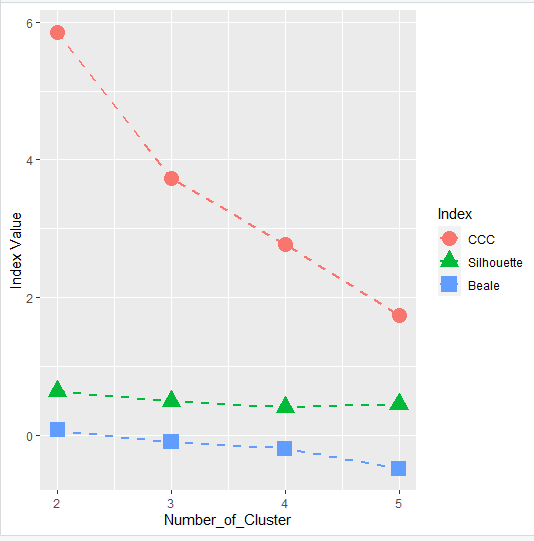 6
4
2
0
Index Value
2
3
4
5
Number_of_Cluster
Index
CCC
Silhouette
Beale